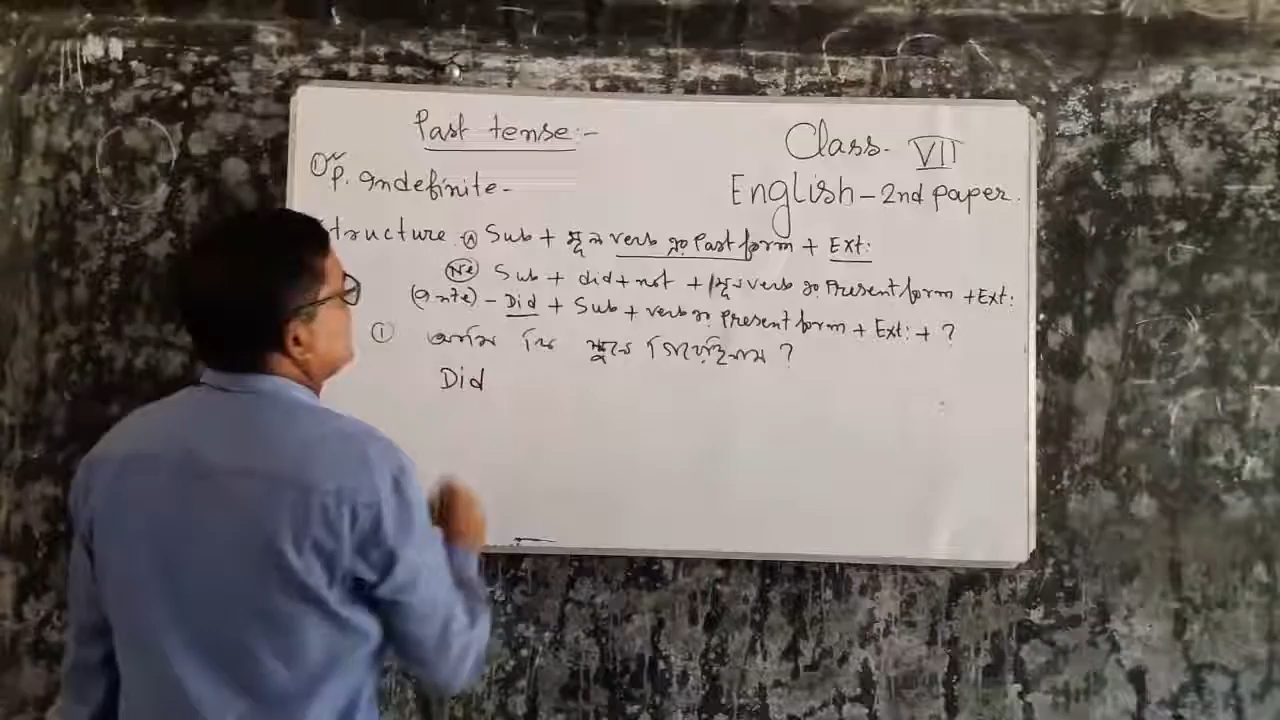 Past tense:-
Class- VII
① P. Indefinite-
English - 2nd paper.
tructure Ⓐ Sub + মূল verb এর Past form + Ext:
(Ne) Sub + did + not + মূল verb এর Present form + Ext:
(Inte) - Did + Sub + verb এর Present form + Ext: + ?
① কি স্কুলে গিয়েছিলাম ?
Did